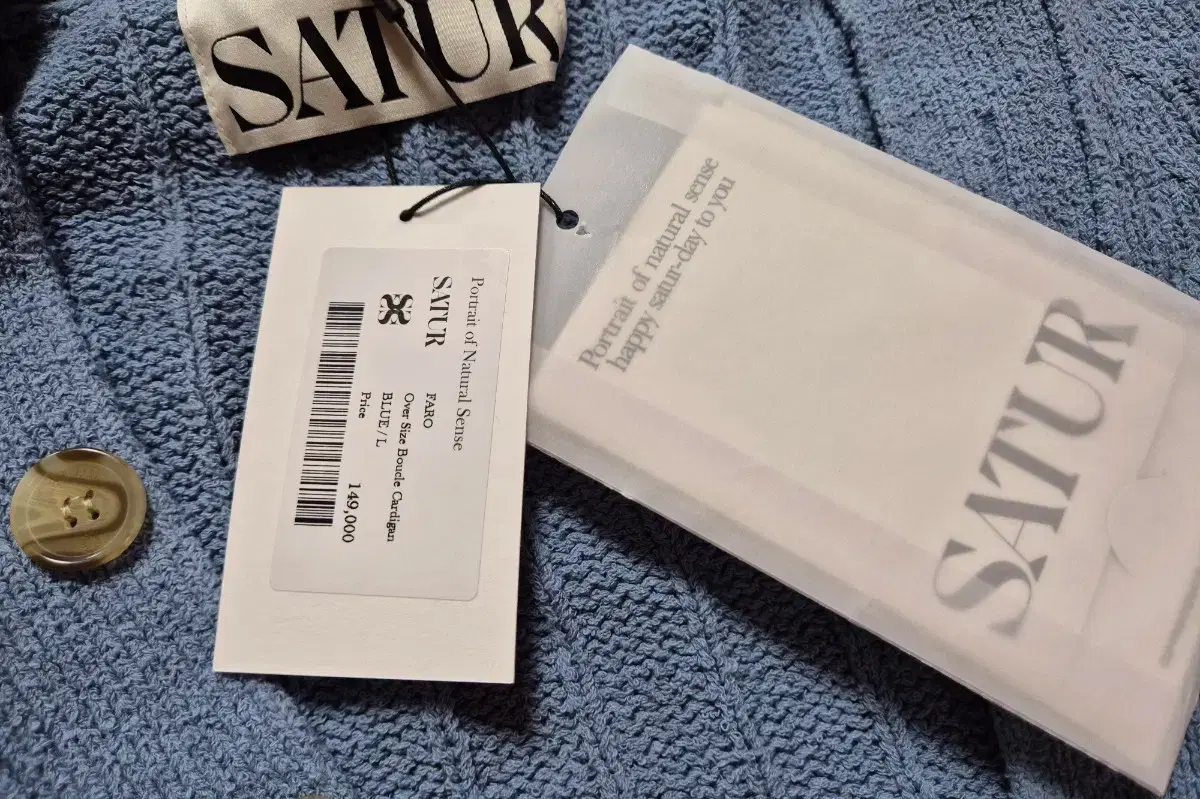 SATUR
Portrait of Natural Sense
SATUR
FARO
Over Size Boucle Cardigan
BLUE / L
Price 149,000
Portrait of natural sense
happy satur-day to you
SATUR